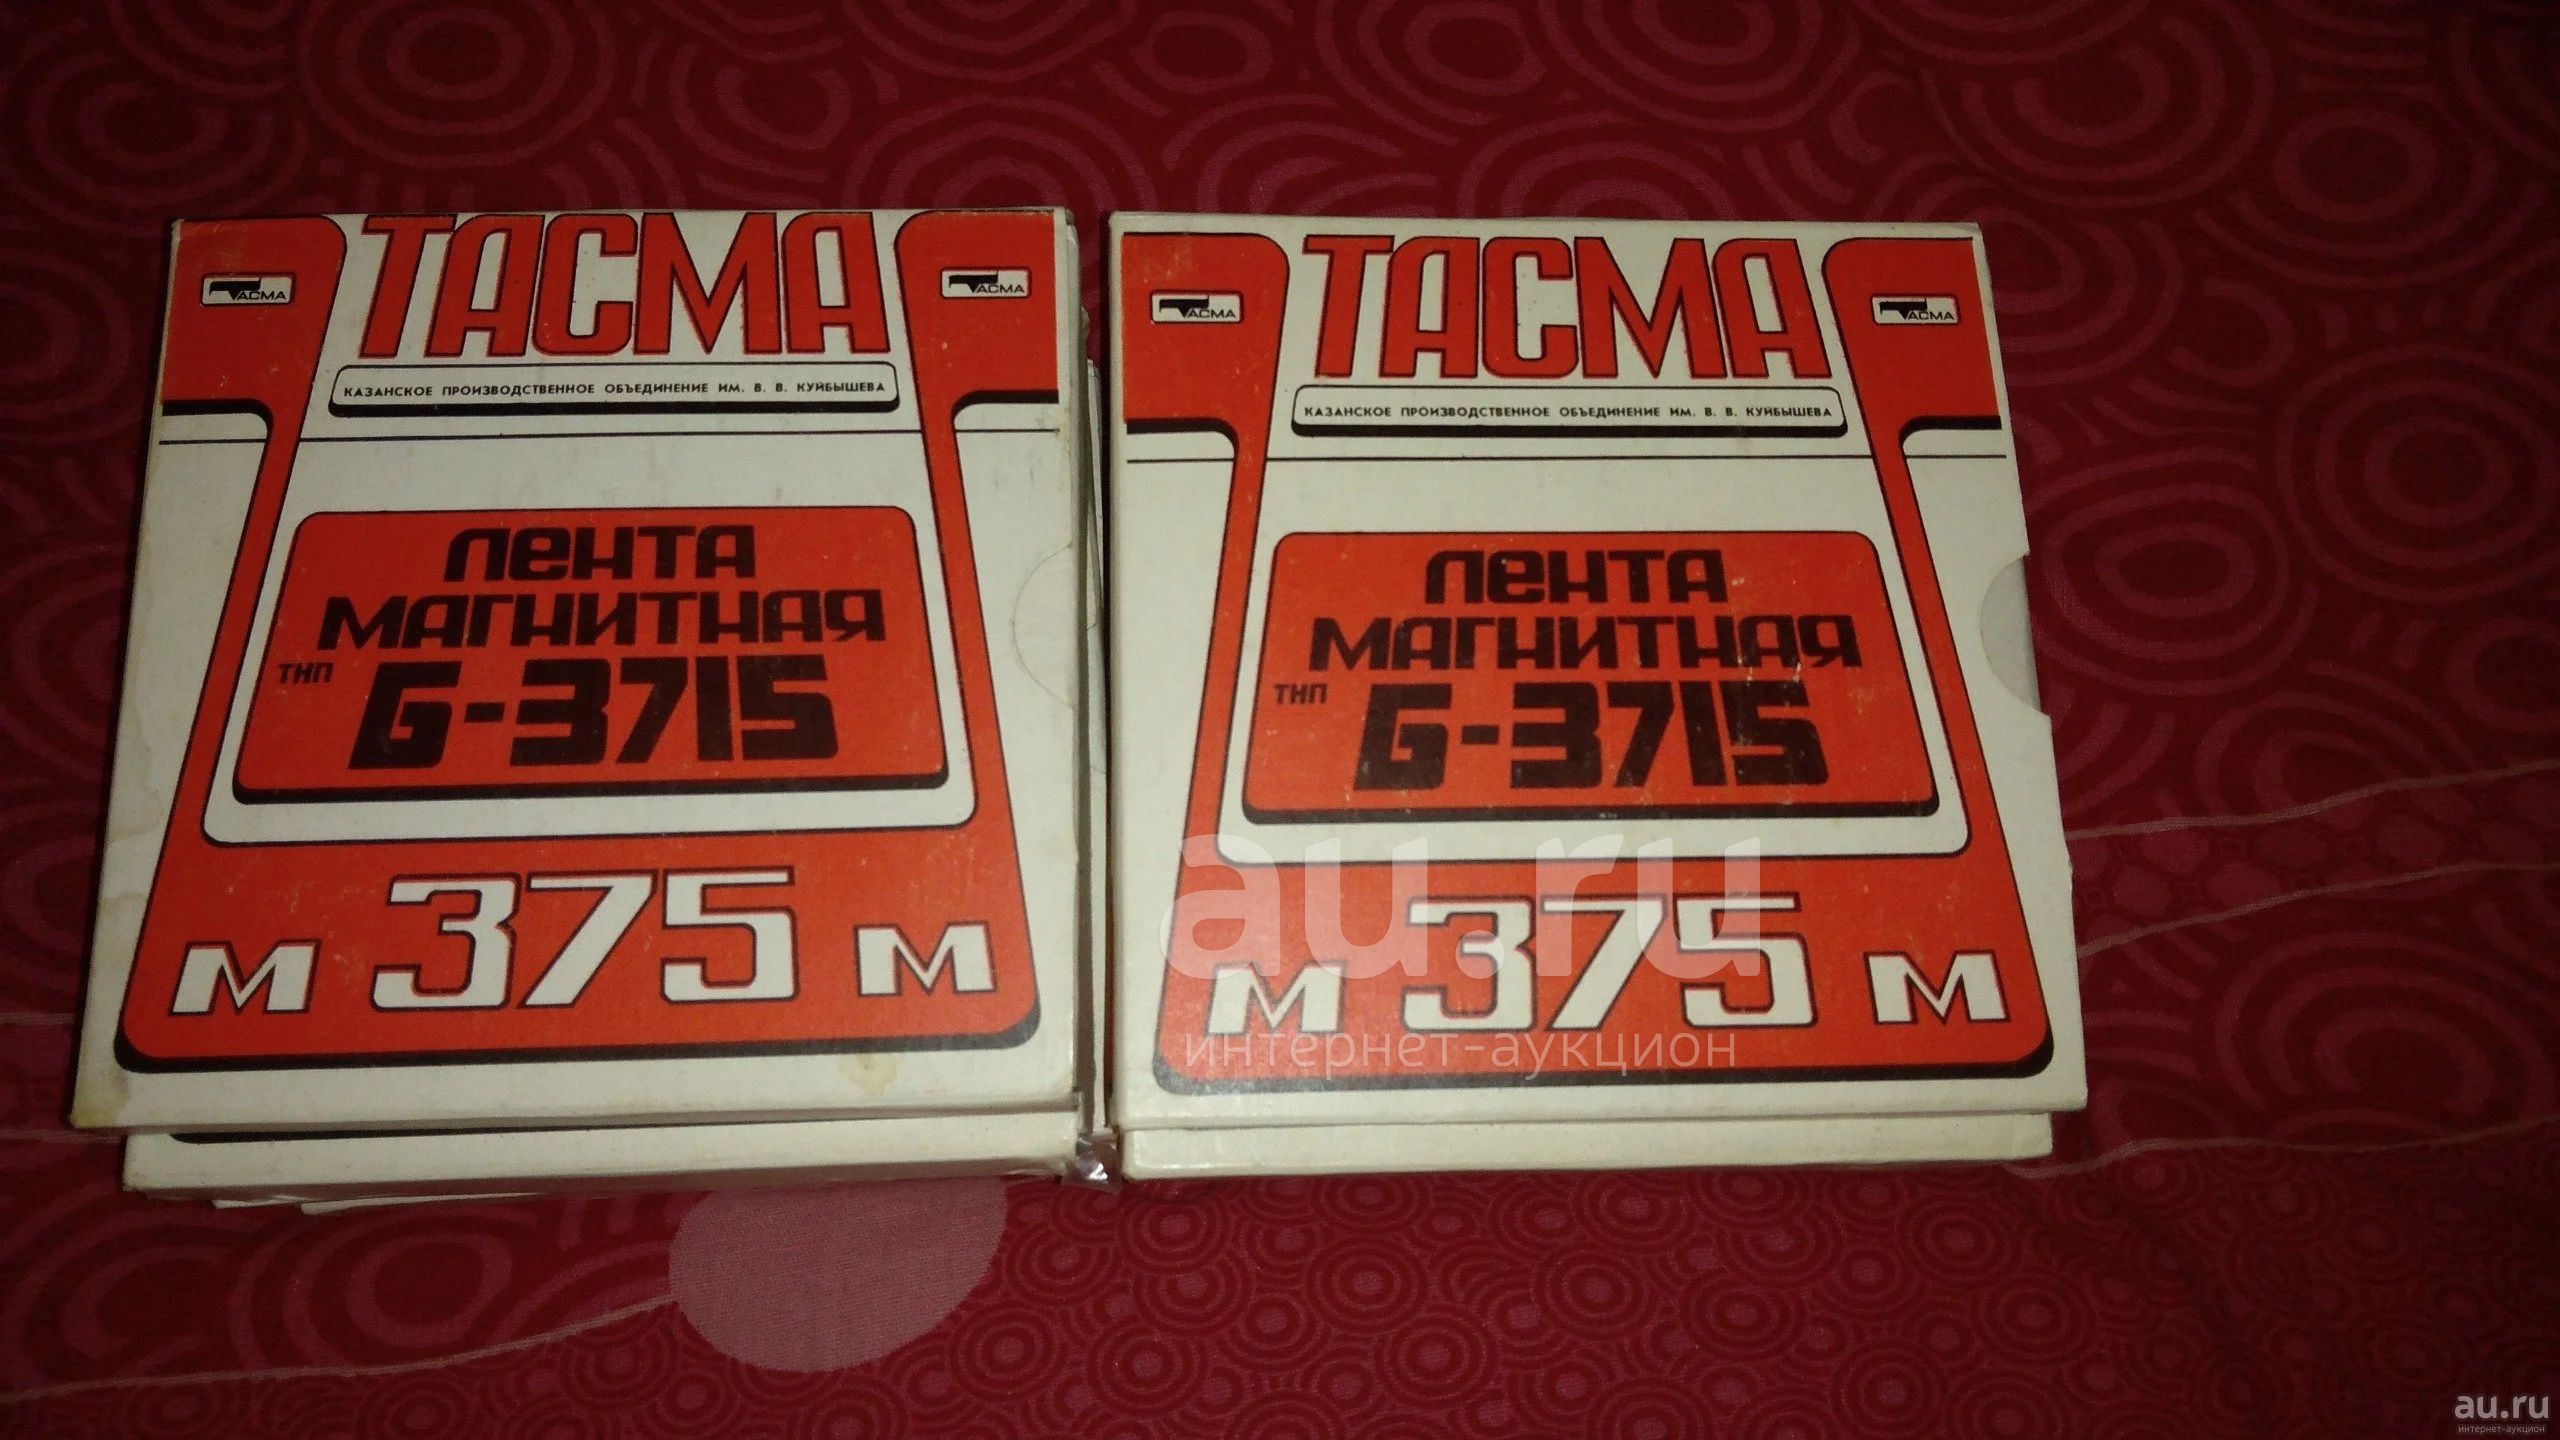 ТАСМА
ТАСМА
ТАСМА
КАЗАНСКОЕ ПРОИЗВОДСТВЕННОЕ ОБЪЕДИНЕНИЕ ИМ. В. В. КУЙБЫШЕВА
ЛЕНТА
МАГНИТНАЯ
ТИП G-3715
М 375 М
ТАСМА
ТАСМА
ТАСМА
КАЗАНСКОЕ ПРОИЗВОДСТВЕННОЕ ОБЪЕДИНЕНИЕ ИМ. В. В. КУЙБЫШЕВА
ЛЕНТА
МАГНИТНАЯ
ТИП G-3715
М 375 М
au.ru
интернет-аукцион
au.ru
интернет-аукцион